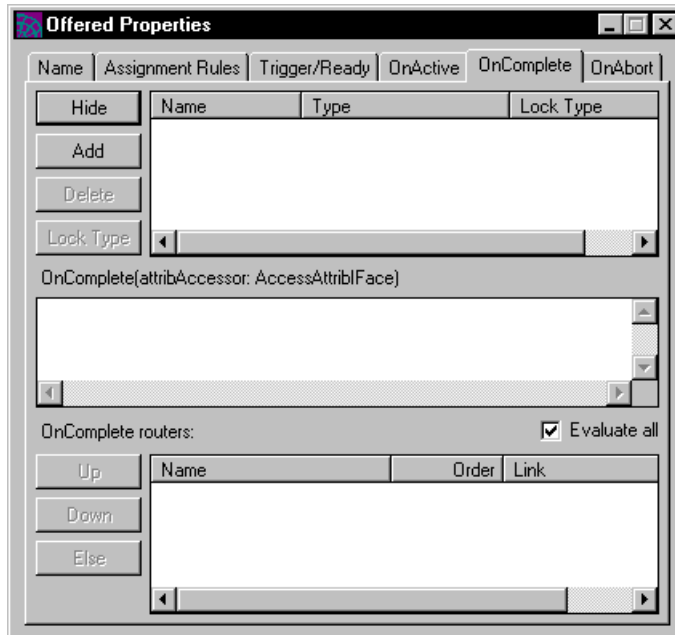 Offered Properties
Name Assignment Rules Trigger/Ready OnActive OnComplete OnAbort
Hide Name Type Lock Type
Add
Delete
Lock Type
OnComplete(attribAccessor: AccessAttribIFace)
OnComplete routers: Evaluate all
Up Name Order Link
Down
Else